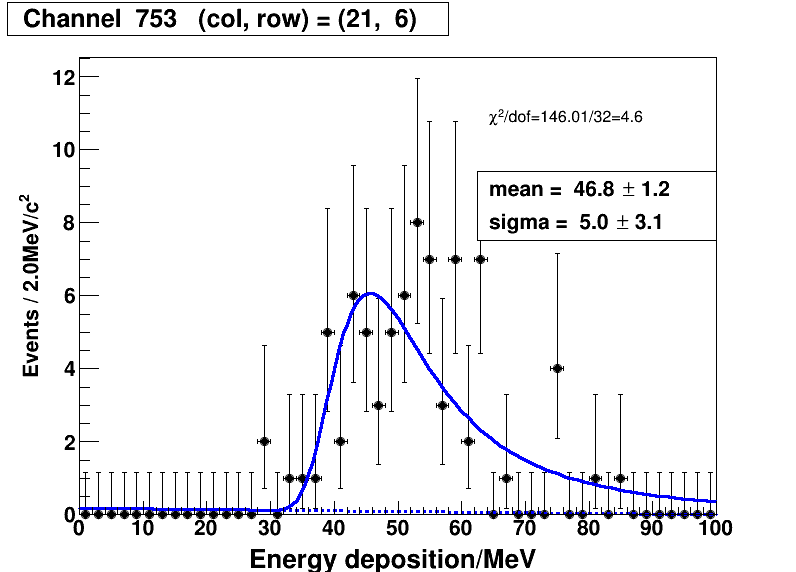 Channel 753 (col, row) = (21, 6)
χ²/dof=146.01/32=4.6
mean = 46.8 ± 1.2
sigma = 5.0 ± 3.1
Events / 2.0MeV/c²
12
10
8
6
4
2
0
0 10 20 30 40 50 60 70 80 90 100
Energy deposition/MeV